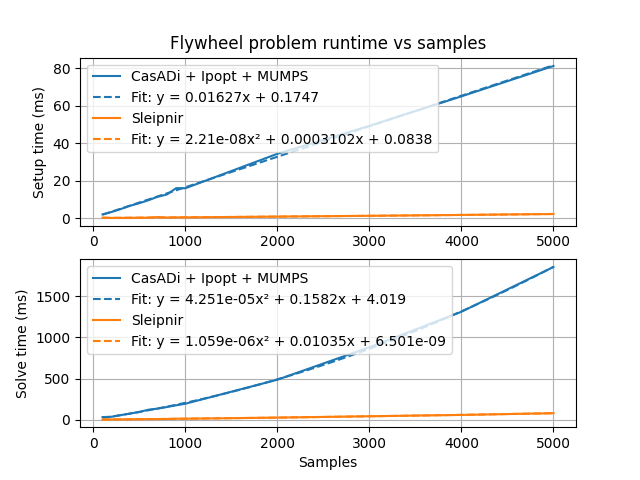 Flywheel problem runtime vs samples
80
60
40
20
0
Setup time (ms)
CasADi + Ipopt + MUMPS
Fit: y = 0.01627x + 0.1747
Sleipnir
Fit: y = 2.21e-08x² + 0.0003102x + 0.0838
0 1000 2000 3000 4000 5000
1500
1000
500
0
Solve time (ms)
CasADi + Ipopt + MUMPS
Fit: y = 4.251e-05x² + 0.1582x + 4.019
Sleipnir
Fit: y = 1.059e-06x² + 0.01035x + 6.501e-09
0 1000 2000 3000 4000 5000
Samples